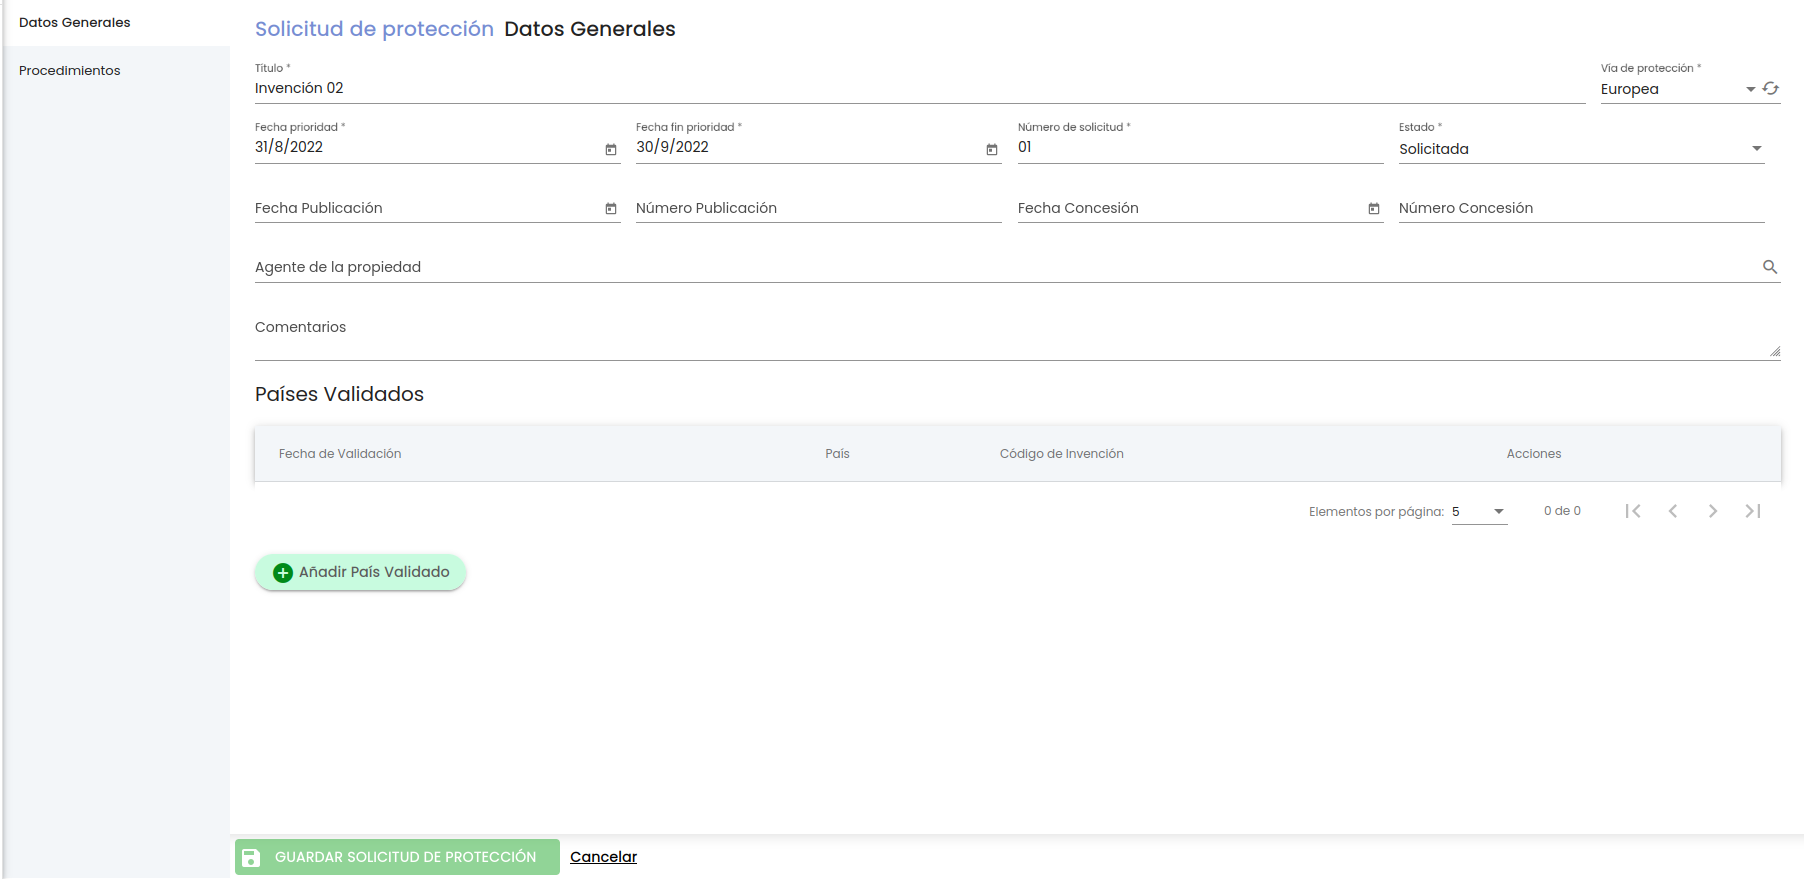 Datos Generales
Procedimientos
Solicitud de protección Datos Generales
Título *
Invención 02
Vía de protección *
Europea
Fecha prioridad *
31/8/2022
Fecha fin prioridad *
30/9/2022
Número de solicitud *
01
Estado *
Solicitada
Fecha Publicación
Número Publicación
Fecha Concesión
Número Concesión
Agente de la propiedad
Comentarios
Países Validados
Fecha de Validación País Código de Invención Acciones
Elementos por página: 5 0 de 0
Añadir País Validado
GUARDAR SOLICITUD DE PROTECCIÓN Cancelar